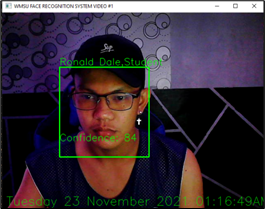 WMSU FACE RECOGNITION SYSTEM VIDEO #1
Ronald Dale,Student
Confidence: 84
Tuesday 23 November 2021 01:16:49AM